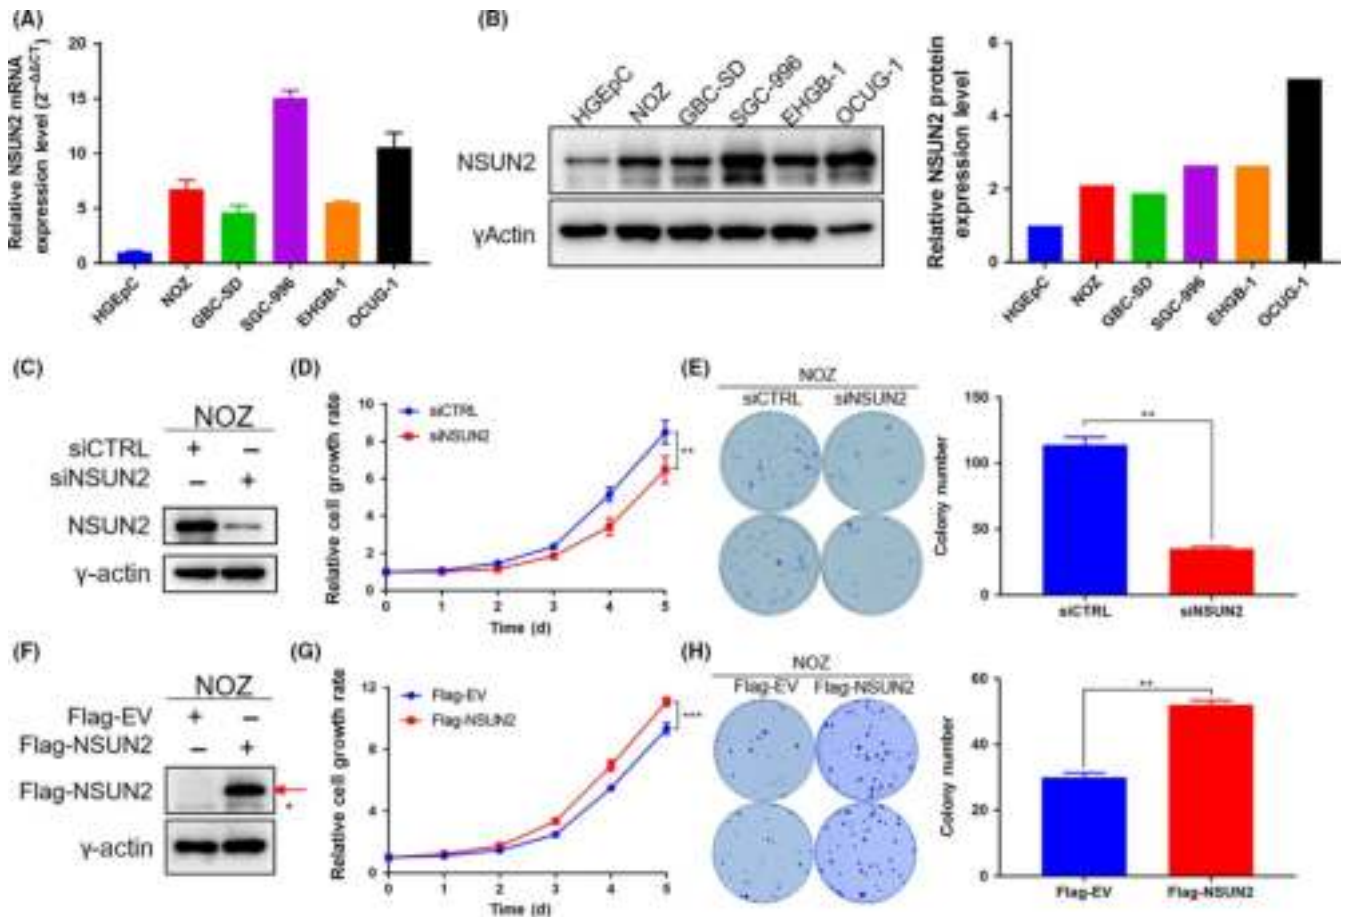 (A)
Relative NSUN2 mRNA
expression level (2^−ΔΔCT)
20
15
10
5
0
HGEpC
NOZ
GBC-SD
SGC-996
EHGB-1
OCUG-1
(B)
HGEpC
NOZ
GBC-SD
SGC-996
EHGB-1
OCUG-1
NSUN2
γActin
Relative NSUN2 protein
expression level
6
4
2
0
HGEpC
NOZ
GBC-SD
SGC-996
EHGB-1
OCUG-1
(C)
NOZ
siCTRL + −
siNSUN2 − +
NSUN2
γ-actin
(D)
Relative cell growth rate
10
8
6
4
2
0
siCTRL
siNSUN2
**
0 1 2 3 4 5
Time (d)
(E)
NOZ
siCTRL siNSUN2
Colony number
150
100
50
0
**
siCTRL siNSUN2
(F)
NOZ
Flag-EV + −
Flag-NSUN2 − +
Flag-NSUN2
*
γ-actin
(G)
Relative cell growth rate
12
8
4
0
Flag-EV
Flag-NSUN2
***
0 1 2 3 4 5
Time (d)
(H)
NOZ
Flag-EV Flag-NSUN2
Colony number
60
40
20
0
**
Flag-EV Flag-NSUN2